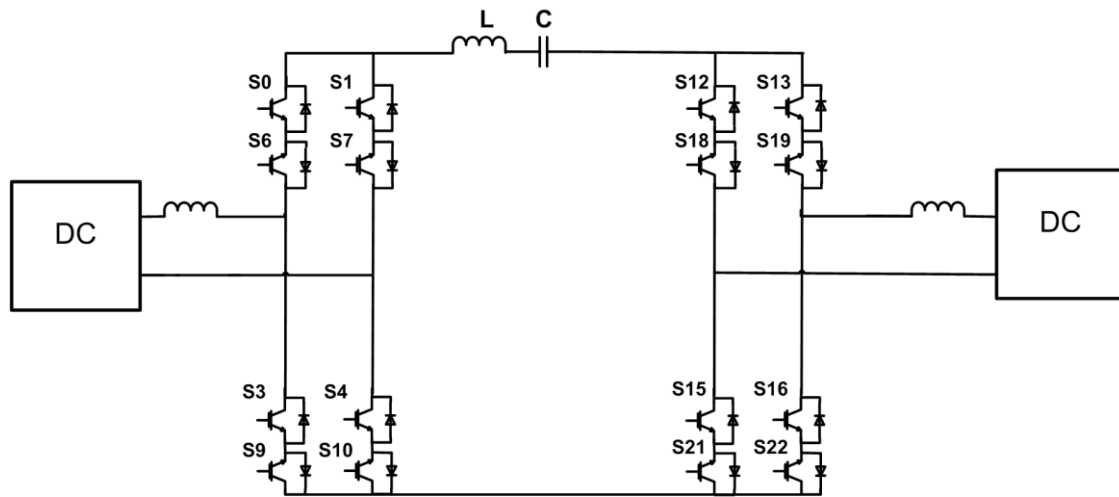 L C
S0 S1 S12 S13
S6 S7 S18 S19
DC DC
S3 S4 S15 S16
S9 S10 S21 S22